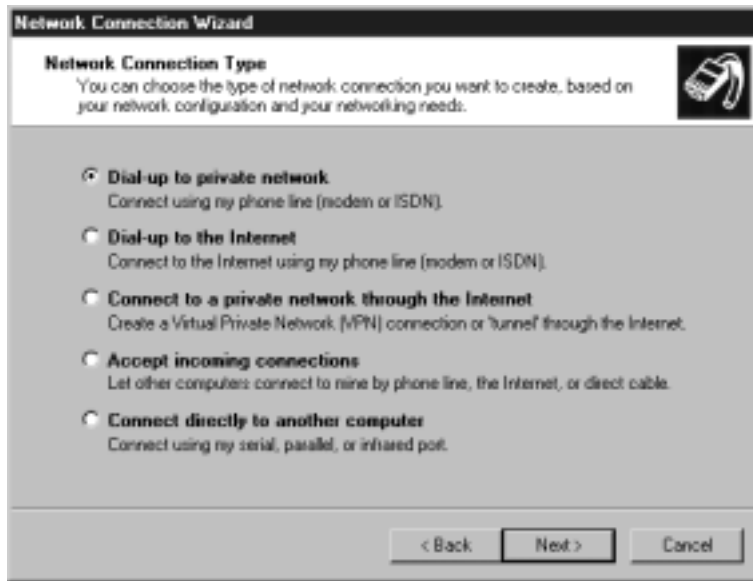 Network Connection Wizard
Network Connection Type
You can choose the type of network connection you want to create, based on
your network configuration and your networking needs.
Dial-up to private network
Connect using my phone line (modem or ISDN).
Dial-up to the Internet
Connect to the Internet using my phone line (modem or ISDN).
Connect to a private network through the Internet
Create a Virtual Private Network (VPN) connection or 'tunnel' through the Internet.
Accept incoming connections
Let other computers connect to mine by phone line, the Internet, or direct cable.
Connect directly to another computer
Connect using my serial, parallel, or infrared port.
< Back Next > Cancel